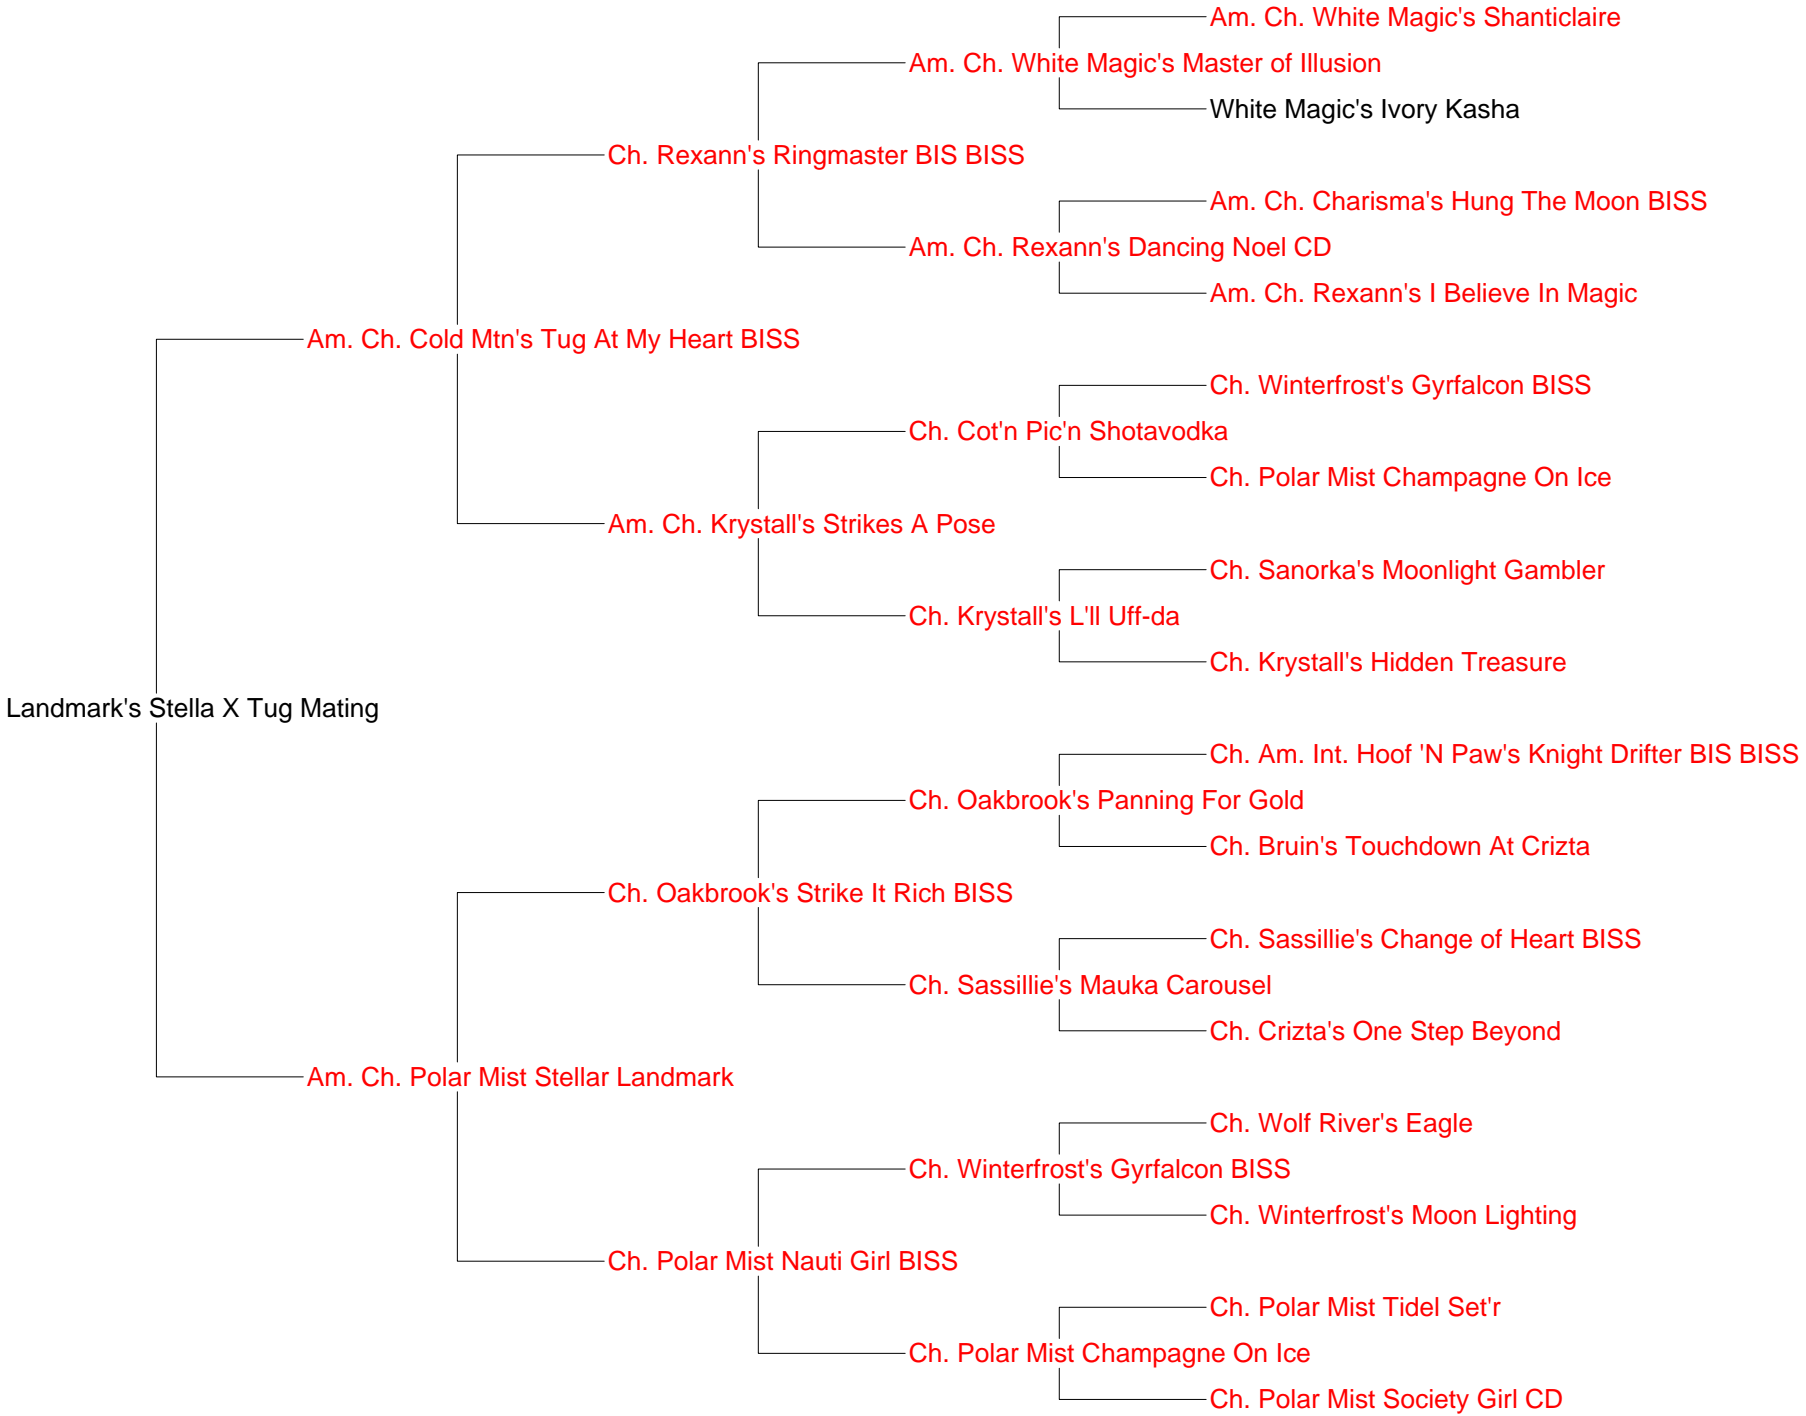 Am. Ch. White Magic's Shanticlaire
Am. Ch. White Magic's Master of Illusion
White Magic's Ivory Kasha
Ch. Rexann's Ringmaster BIS BISS
Am. Ch. Charisma's Hung The Moon BISS
Am. Ch. Rexann's Dancing Noel CD
Am. Ch. Rexann's I Believe In Magic
Am. Ch. Cold Mtn's Tug At My Heart BISS
Ch. Winterfrost's Gyrfalcon BISS
Ch. Cot'n Pic'n Shotavodka
Ch. Polar Mist Champagne On Ice
Am. Ch. Krystall's Strikes A Pose
Ch. Sanorka's Moonlight Gambler
Ch. Krystall's L'll Uff-da
Ch. Krystall's Hidden Treasure
Landmark's Stella X Tug Mating
Ch. Am. Int. Hoof 'N Paw's Knight Drifter BIS BISS
Ch. Oakbrook's Panning For Gold
Ch. Bruin's Touchdown At Crizta
Ch. Oakbrook's Strike It Rich BISS
Ch. Sassillie's Change of Heart BISS
Ch. Sassillie's Mauka Carousel
Ch. Crizta's One Step Beyond
Am. Ch. Polar Mist Stellar Landmark
Ch. Wolf River's Eagle
Ch. Winterfrost's Gyrfalcon BISS
Ch. Winterfrost's Moon Lighting
Ch. Polar Mist Nauti Girl BISS
Ch. Polar Mist Tidel Set'r
Ch. Polar Mist Champagne On Ice
Ch. Polar Mist Society Girl CD